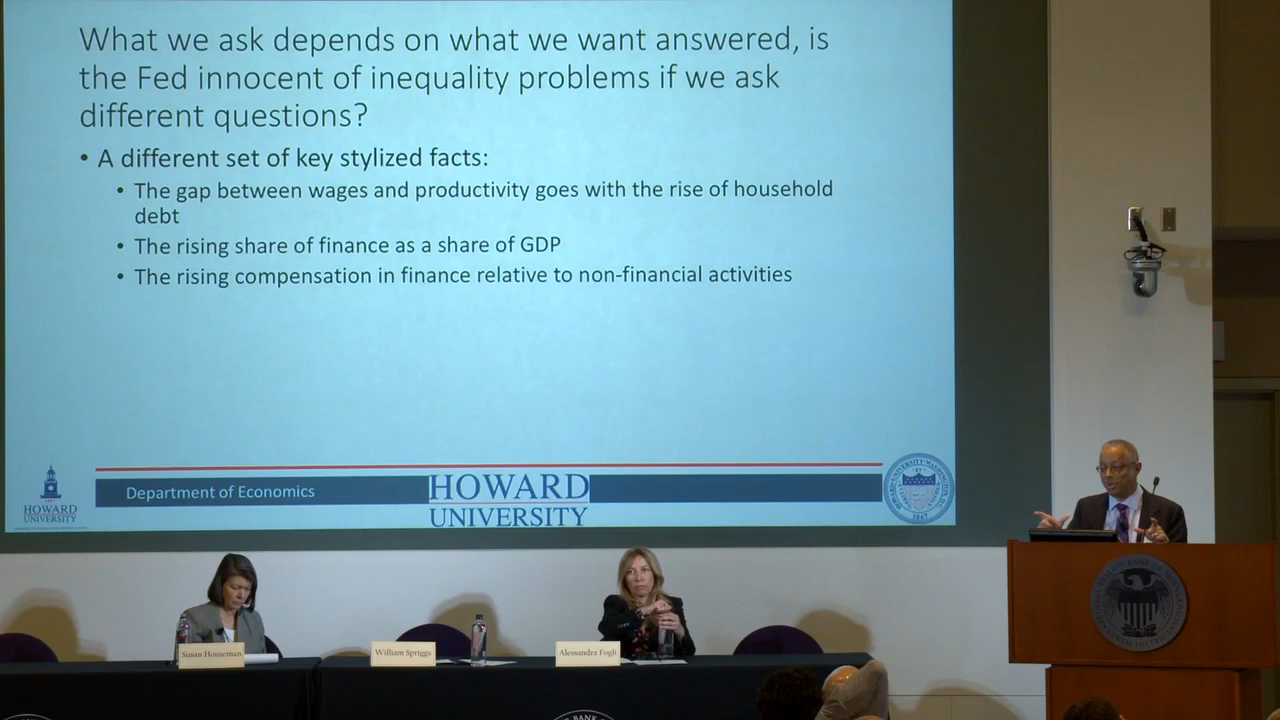 What we ask depends on what we want answered, is
the Fed innocent of inequality problems if we ask
different questions?
• A different set of key stylized facts:
• The gap between wages and productivity goes with the rise of household
debt
• The rising share of finance as a share of GDP
• The rising compensation in finance relative to non-financial activities
Department of Economics
HOWARD
UNIVERSITY
HOWARD
UNIVERSITY
1867
Susan Houseman
William Spriggs
Alessandra Fogli